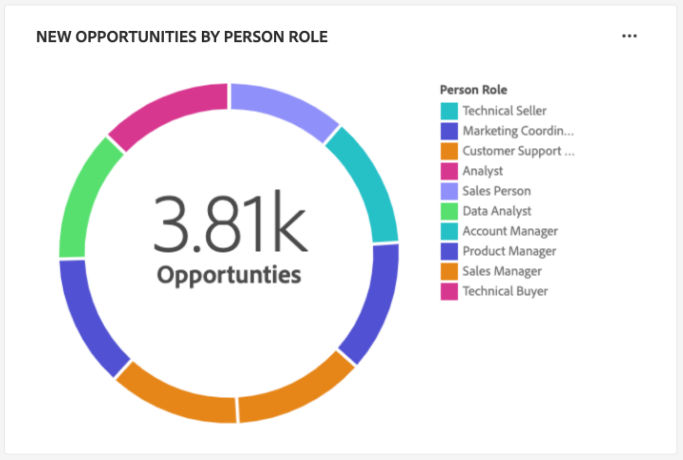 NEW OPPORTUNITIES BY PERSON ROLE
3.81k
Opportunties
Person Role
Technical Seller
Marketing Coordin...
Customer Support ...
Analyst
Sales Person
Data Analyst
Account Manager
Product Manager
Sales Manager
Technical Buyer